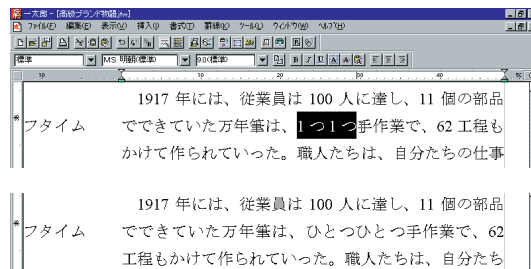 一太郎 - [高級ブランド物語.jtw]
ファイル(F) 編集(E) 表示(V) 挿入(I) 書式(T) 罫線(K) ツール(L) ウィンドウ(W) ヘルプ(H)
標準 MS 明朝(標準) 9.0(標準) B I U A A
10 10 20 30 40 50
1917 年には、従業員は 100 人に達し、11 個の部品
フタイム でできていた万年筆は、1つ1つ手作業で、62 工程も
かけて作られていった。職人たちは、自分たちの仕事
1917 年には、従業員は 100 人に達し、11 個の部品
フタイム でできていた万年筆は、ひとつひとつ手作業で、62
工程もかけて作られていった。職人たちは、自分たち